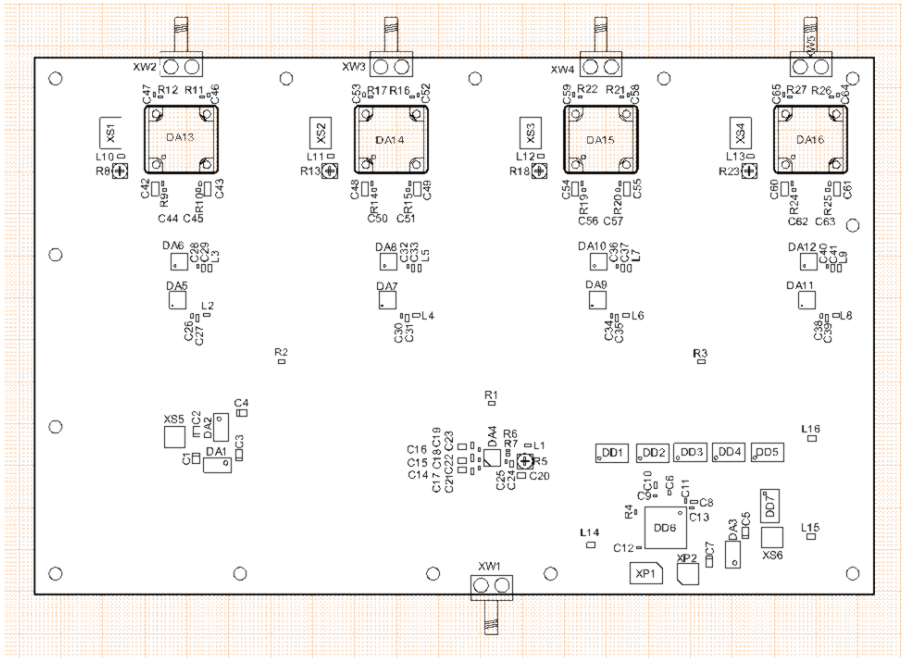 XW2 XW3 XW4 XW5
C47 R12 R11 C46 C53 R17 R16 C52 C59 R22 R21 C58 C65 R27 R26 C64
XS1 DA13 XS2 DA14 XS3 DA15 XS4 DA16
L10 L11 L12 L13
R8 R13 R18 R23
C42 R9 R10 C43 C48 R14 R15 C49 C54 R19 R20 C55 C60 R24 R25 C61
C44 C45 C50 C51 C56 C57 C62 C63
DA6 C28 C29 L3 DA8 C32 C33 L5 DA10 C36 C37 L7 DA12 C40 C41 L9
DA5 DA7 DA9 DA11
C26 C27 L2 C30 C31 L4 C34 C35 L6 C38 C39 L8
R2 R3
R1
C4
XS5 C2 DA2
C1 DA1 C3
C19 C23 DA4 R6
C16 R7 L1
C15 C18 C22 R5
C14 C17 C21 C25 C24 C20
L16
DD1 DD2 DD3 DD4 DD5
C10 C6 C11
C9 C8
R4 C13 DD7
DD6 DA3 C5
L14 L15
C12 XS6
XP1 XP2 C7
XW1